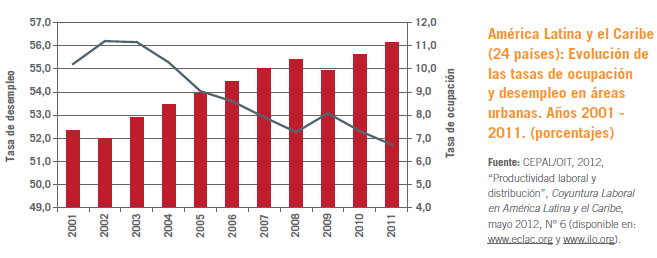 57,0
56,0
55,0
54,0
53,0
52,0
51,0
50,0
49,0
Tasa de desempleo
2001
2002
2003
2004
2005
2006
2007
2008
2009
2010
2011
12,0
11,0
10,0
9,0
8,0
7,0
6,0
5,0
4,0
Tasa de ocupación
América Latina y el Caribe
(24 países): Evolución de
las tasas de ocupación
y desempleo en áreas
urbanas. Años 2001 -
2011. (porcentajes)
Fuente: CEPAL/OIT, 2012,
“Productividad laboral y
distribución”, Coyuntura Laboral
en América Latina y el Caribe,
mayo 2012, N° 6 (disponible en:
www.eclac.org y www.ilo.org).